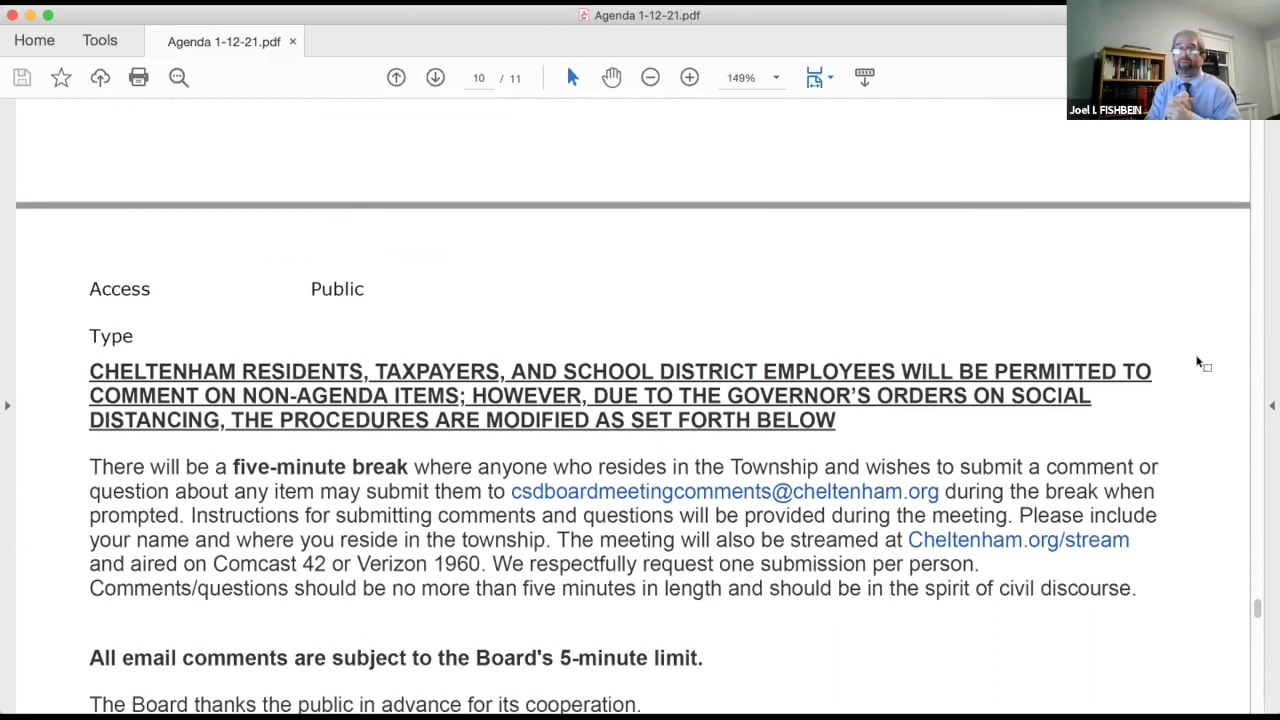 Agenda 1-12-21.pdf
Home Tools Agenda 1-12-21.pdf ×
10 / 11 149%
Joel I. FISHBEIN
Access Public
Type
CHELTENHAM RESIDENTS, TAXPAYERS, AND SCHOOL DISTRICT EMPLOYEES WILL BE PERMITTED TO
COMMENT ON NON-AGENDA ITEMS; HOWEVER, DUE TO THE GOVERNOR'S ORDERS ON SOCIAL
DISTANCING, THE PROCEDURES ARE MODIFIED AS SET FORTH BELOW
There will be a five-minute break where anyone who resides in the Township and wishes to submit a comment or
question about any item may submit them to csdboardmeetingcomments@cheltenham.org during the break when
prompted. Instructions for submitting comments and questions will be provided during the meeting. Please include
your name and where you reside in the township. The meeting will also be streamed at Cheltenham.org/stream
and aired on Comcast 42 or Verizon 1960. We respectfully request one submission per person.
Comments/questions should be no more than five minutes in length and should be in the spirit of civil discourse.
All email comments are subject to the Board's 5-minute limit.
The Board thanks the public in advance for its cooperation.